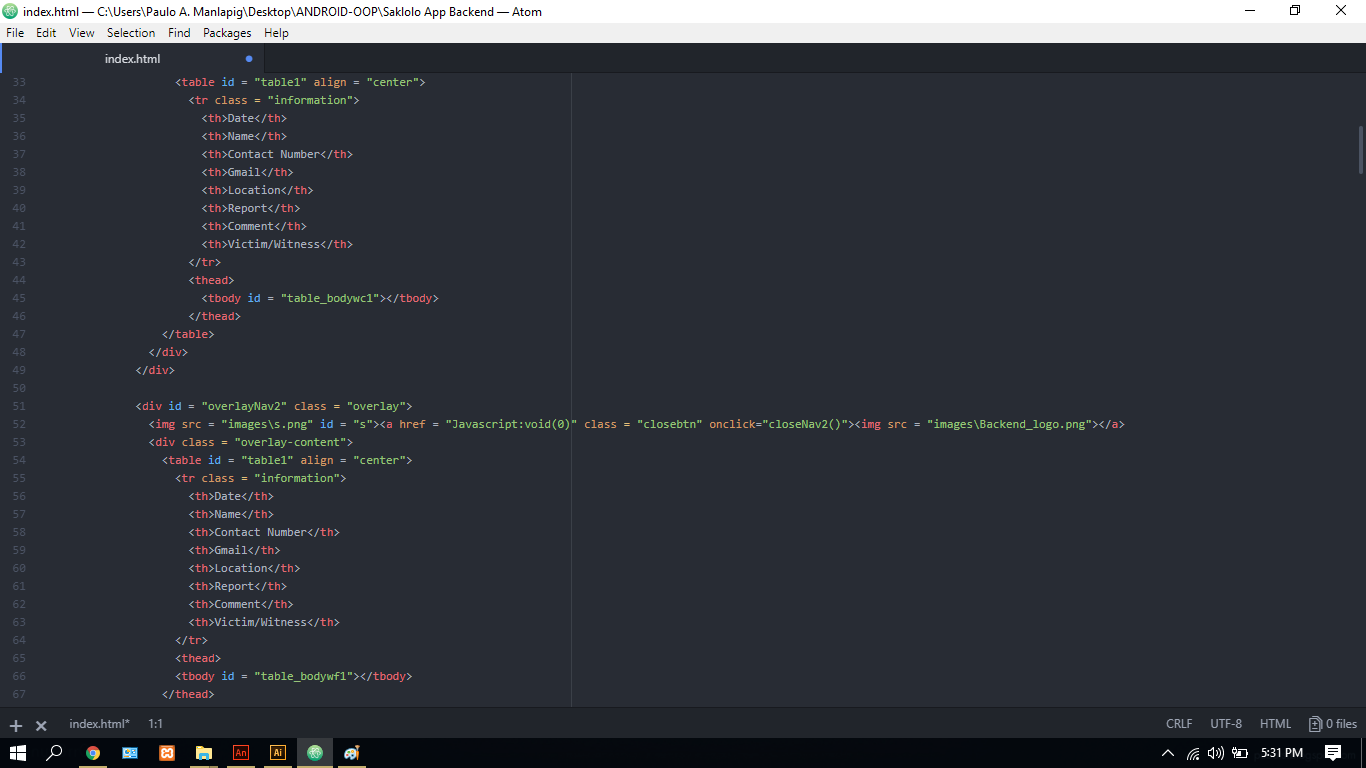 index.html — C:\Users\Paulo A. Manlapig\Desktop\ANDROID-OOP\Saklolo App Backend — Atom
File Edit View Selection Find Packages Help
index.html
33 <table id = "table1" align = "center">
34 <tr class = "information">
35 <th>Date</th>
36 <th>Name</th>
37 <th>Contact Number</th>
38 <th>Gmail</th>
39 <th>Location</th>
40 <th>Report</th>
41 <th>Comment</th>
42 <th>Victim/Witness</th>
43 </tr>
44 <thead>
45 <tbody id = "table_bodywc1"></tbody>
46 </thead>
47 </table>
48 </div>
49 </div>
50
51 <div id = "overlayNav2" class = "overlay">
52 <img src = "images\s.png" id = "s"><a href = "Javascript:void(0)" class = "closebtn" onclick="closeNav2()"><img src = "images\Backend_logo.png"></a>
53 <div class = "overlay-content">
54 <table id = "table1" align = "center">
55 <tr class = "information">
56 <th>Date</th>
57 <th>Name</th>
58 <th>Contact Number</th>
59 <th>Gmail</th>
60 <th>Location</th>
61 <th>Report</th>
62 <th>Comment</th>
63 <th>Victim/Witness</th>
64 </tr>
65 <thead>
66 <tbody id = "table_bodywf1"></tbody>
67 </thead>
index.html* 1:1 CRLF UTF-8 HTML 0 files
An Ai 5:31 PM